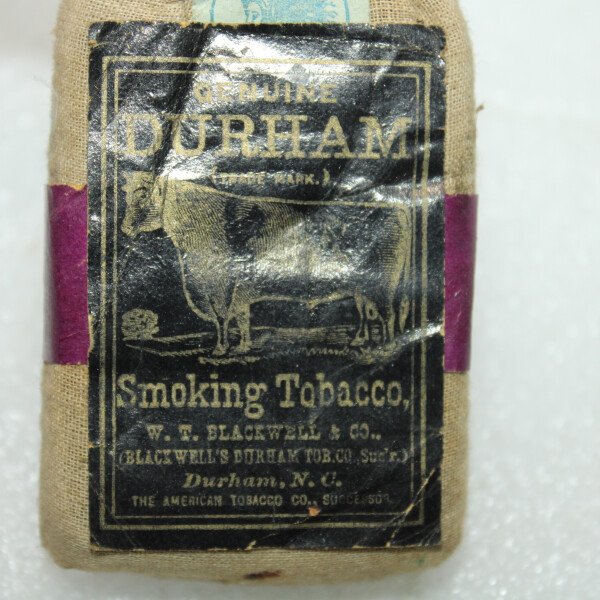 GENUINE
DURHAM
(TRADE MARK.)
Smoking Tobacco,
W. T. BLACKWELL & CO.,
(BLACKWELL'S DURHAM TOB. CO., Suc'r.)
Durham, N. C.
THE AMERICAN TOBACCO CO., SUCCESSOR.